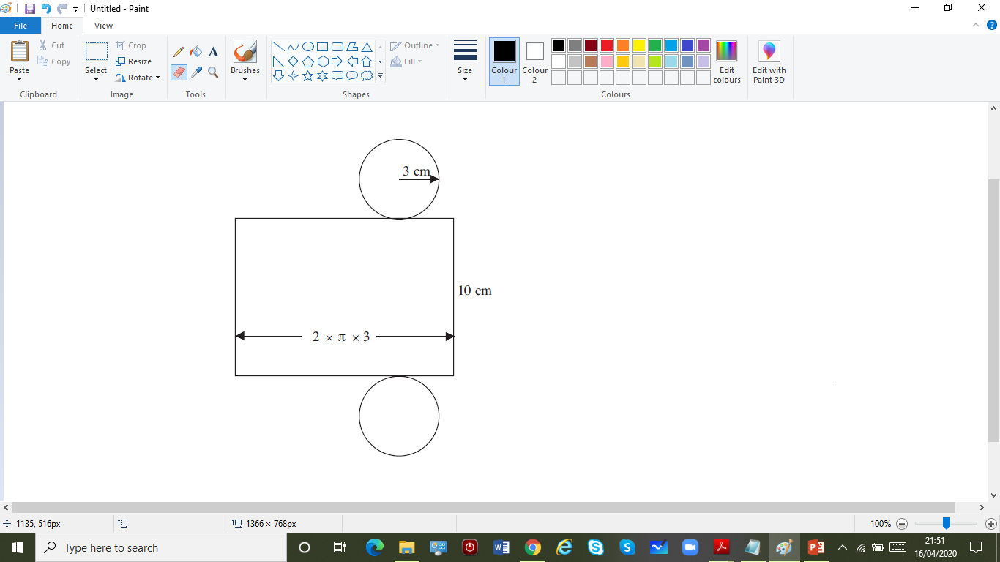 Untitled - Paint
File Home View
Paste
Cut
Copy
Clipboard
Select
Crop
Resize
Rotate
Image
A
Tools
Brushes
Outline
Fill
Shapes
Size
Colour 1
Colour 2
Edit colours
Edit with Paint 3D
Colours
3 cm
10 cm
2 × π × 3
1135, 516px
1366 × 768px
100%
Type here to search
21:51
16/04/2020